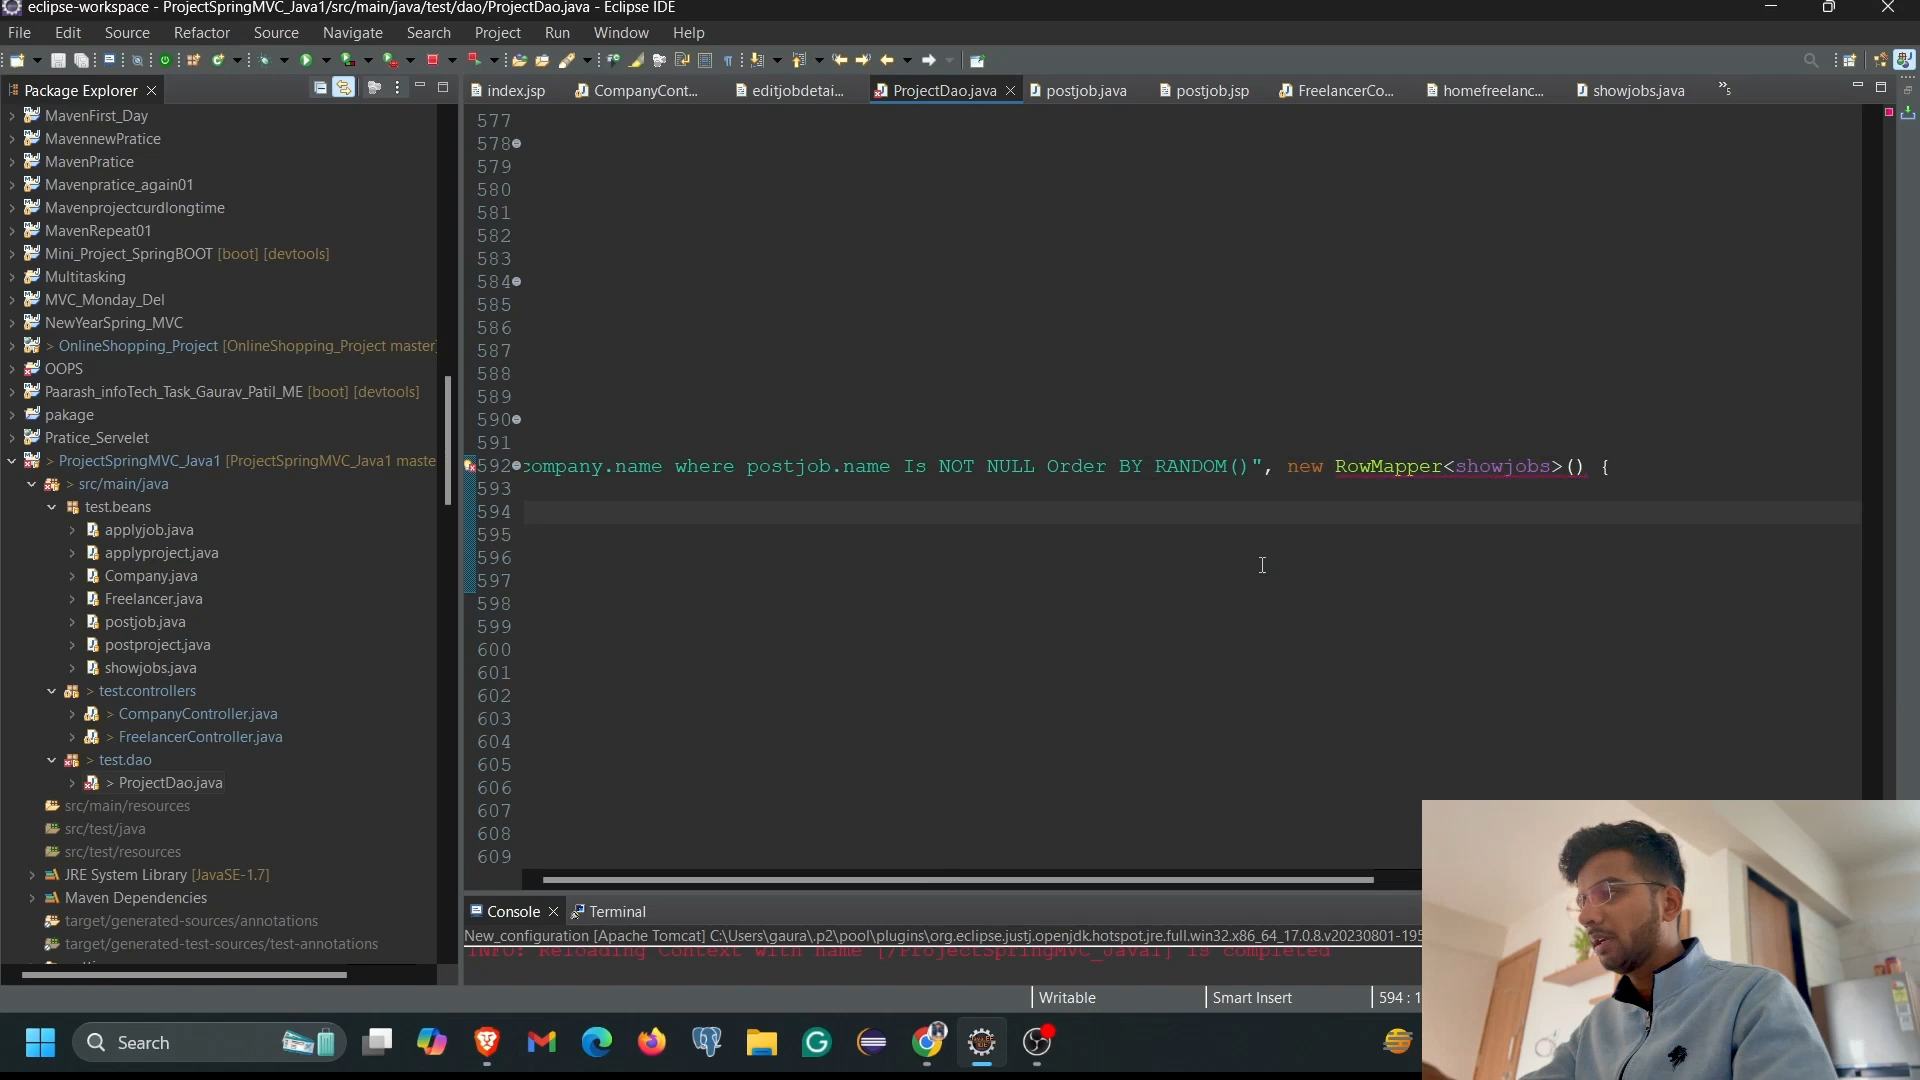 eclipse-workspace - ProjectSpringMVC_Java1/src/main/java/test/dao/ProjectDao.java - Eclipse IDE
File Edit Source Refactor Source Navigate Search Project Run Window Help
Package Explorer
index.jsp CompanyCont... editjobdetai... ProjectDao.java postjob.java postjob.jsp FreelancerCo... homefreelanc... showjobs.java »5
MavenFirst_Day
MavennewPratice
MavenPratice
Mavenpratice_again01
Mavenprojectcurdlongtime
MavenRepeat01
Mini_Project_SpringBOOT [boot] [devtools]
Multitasking
MVC_Monday_Del
NewYearSpring_MVC
> OnlineShopping_Project [OnlineShopping_Project master]
OOPS
Paarash_infoTech_Task_Gaurav_Patil_ME [boot] [devtools]
pakage
Pratice_Servelet
> ProjectSpringMVC_Java1 [ProjectSpringMVC_Java1 maste
> src/main/java
test.beans
applyjob.java
applyproject.java
Company.java
Freelancer.java
postjob.java
postproject.java
showjobs.java
> test.controllers
> CompanyController.java
> FreelancerController.java
> test.dao
> ProjectDao.java
src/main/resources
src/test/java
src/test/resources
JRE System Library [JavaSE-1.7]
Maven Dependencies
target/generated-sources/annotations
target/generated-test-sources/test-annotations
577
578
579
580
581
582
583
584
585
586
587
588
589
590
591
592 company.name where postjob.name Is NOT NULL Order BY RANDOM()", new RowMapper<showjobs>() {
593
594
595
596
597
598
599
600
601
602
603
604
605
606
607
608
609
Console Terminal
New_configuration [Apache Tomcat] C:\Users\gaura\.p2\pool\plugins\org.eclipse.justj.openjdk.hotspot.jre.full.win32.x86_64_17.0.8.v20230801-195
INFO: Reloading Context with name [/ProjectSpringMVC_Java1] is completed
Writable Smart Insert 594 : 1
Search